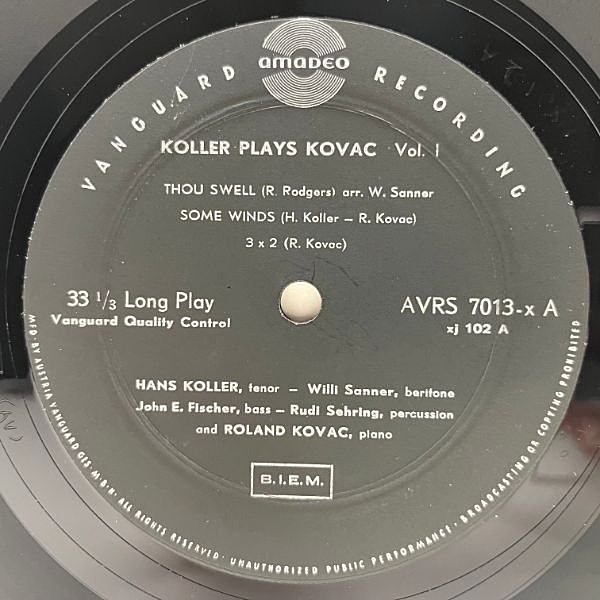 amadeo
VANGUARD RECORDING
KOLLER PLAYS KOVAC Vol. I
THOU SWELL (R. Rodgers) arr. W. Sanner
SOME WINDS (H. Koller – R. Kovac)
3 x 2 (R. Kovac)
33 1/3 Long Play
Vanguard Quality Control
AVRS 7013-x A
xj 102 A
HANS KOLLER, tenor – Willi Sanner, baritone
John E. Fischer, bass – Rudi Sehring, percussion
and ROLAND KOVAC, piano
B.I.E.M.
MFD. BY AUSTRIA VANGUARD GES. M. B. H. · ALL RIGHTS RESERVED · UNAUTHORIZED PUBLIC PERFORMANCE · BROADCASTING OR COPYING PROHIBITED